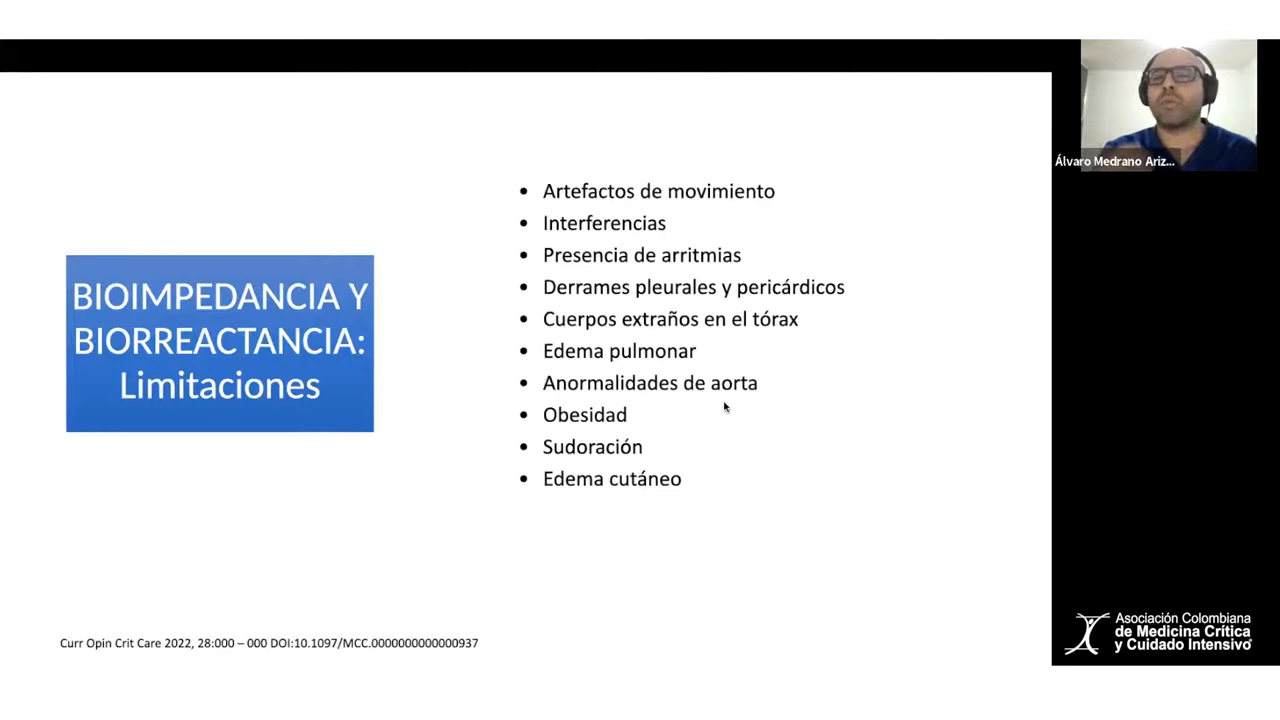 Álvaro Medrano Ariz...
BIOIMPEDANCIA Y
BIORREACTANCIA:
Limitaciones
• Artefactos de movimiento
• Interferencias
• Presencia de arritmias
• Derrames pleurales y pericárdicos
• Cuerpos extraños en el tórax
• Edema pulmonar
• Anormalidades de aorta
• Obesidad
• Sudoración
• Edema cutáneo
Curr Opin Crit Care 2022, 28:000 – 000 DOI:10.1097/MCC.0000000000000937
Asociación Colombiana
de Medicina Crítica
y Cuidado Intensivo